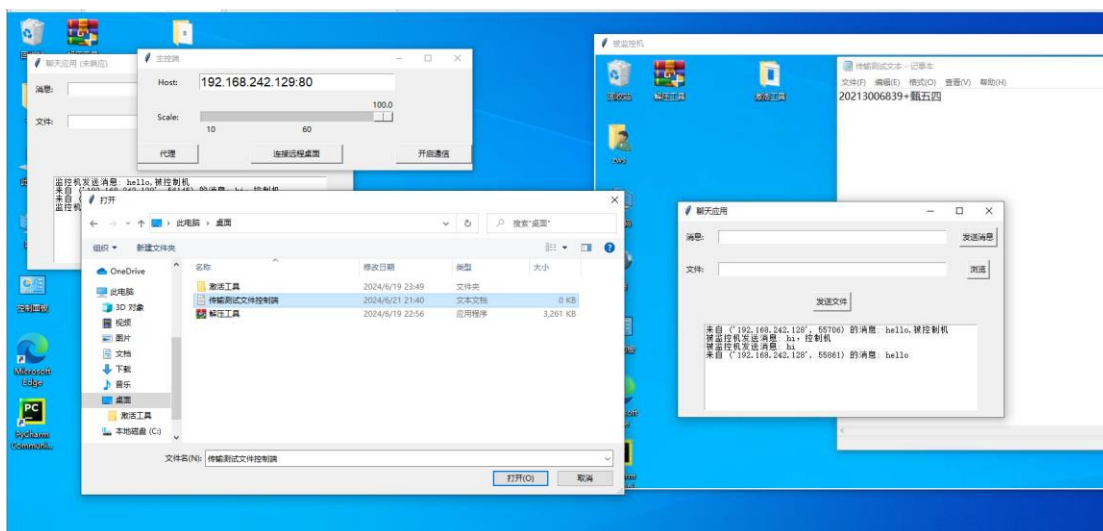 聊天应用 (未响应)
消息:
文件:
主控端
Host: 192.168.242.129:80
100.0
Scale:
10 60
代理 连接远程桌面 开启通信
监控机发送消息: hello,被控制机
打开
此电脑 › 桌面
搜索"桌面"
组织 新建文件夹
名称 修改日期 类型 大小
激活工具 2024/6/19 23:49 文件夹
传输测试文件控制端 2024/6/21 21:40 文本文档 0 KB
解压工具 2024/6/19 22:56 应用程序 3,261 KB
OneDrive
此电脑
3D 对象
视频
图片
文档
下载
音乐
桌面
激活工具
本地磁盘 (C:)
文件名(N): 传输测试文件控制端
打开(O) 取消
控制面板
Microsoft
Edge
PC
PyCharm
Communi...
被监控机
回收站 解压工具 激活工具
传输测试文本 - 记事本
文件(F) 编辑(E) 格式(O) 查看(V) 帮助(H)
20213006839+甄五四
聊天应用
消息: 发送消息
文件: 浏览
发送文件
来自 ('192.168.242.128', 55706) 的消息: hello,被控制机
被监控机发送消息: hi, 控制机
被监控机发送消息: hi
来自 ('192.168.242.128', 55861) 的消息: hello